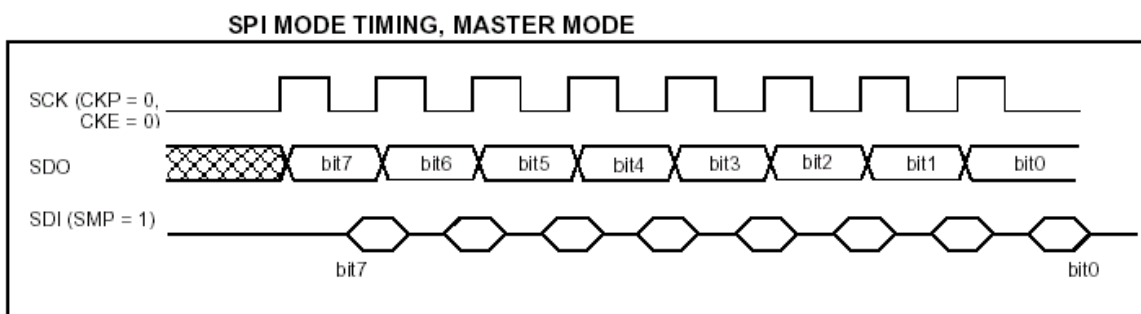 SPI MODE TIMING, MASTER MODE
SCK (CKP = 0,
CKE = 0)
SDO
bit7 bit6 bit5 bit4 bit3 bit2 bit1 bit0
SDI (SMP = 1)
bit7 bit0